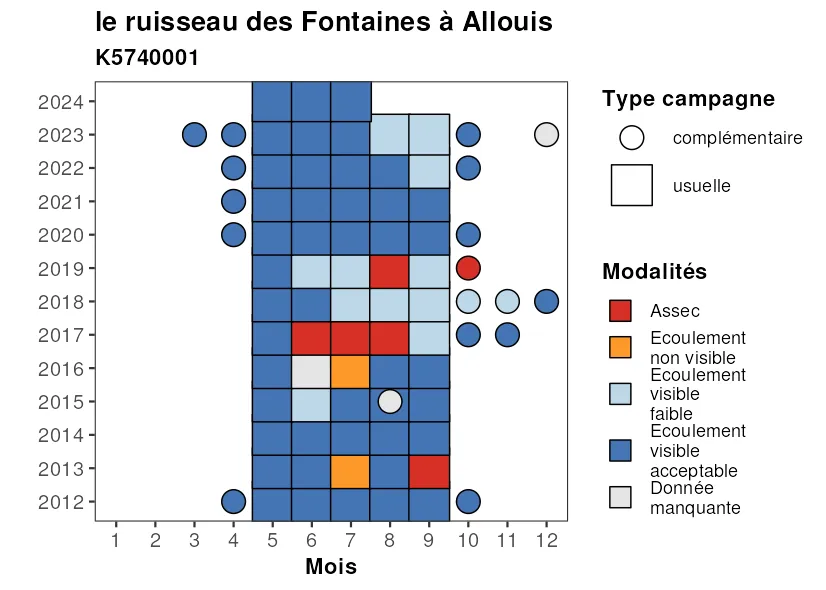 le ruisseau des Fontaines à Allouis
K5740001
2024
2023
2022
2021
2020
2019
2018
2017
2016
2015
2014
2013
2012
1 2 3 4 5 6 7 8 9 10 11 12
Mois
Type campagne
complémentaire
usuelle
Modalités
Assec
Ecoulement
non visible
Ecoulement
visible
faible
Ecoulement
visible
acceptable
Donnée
manquante